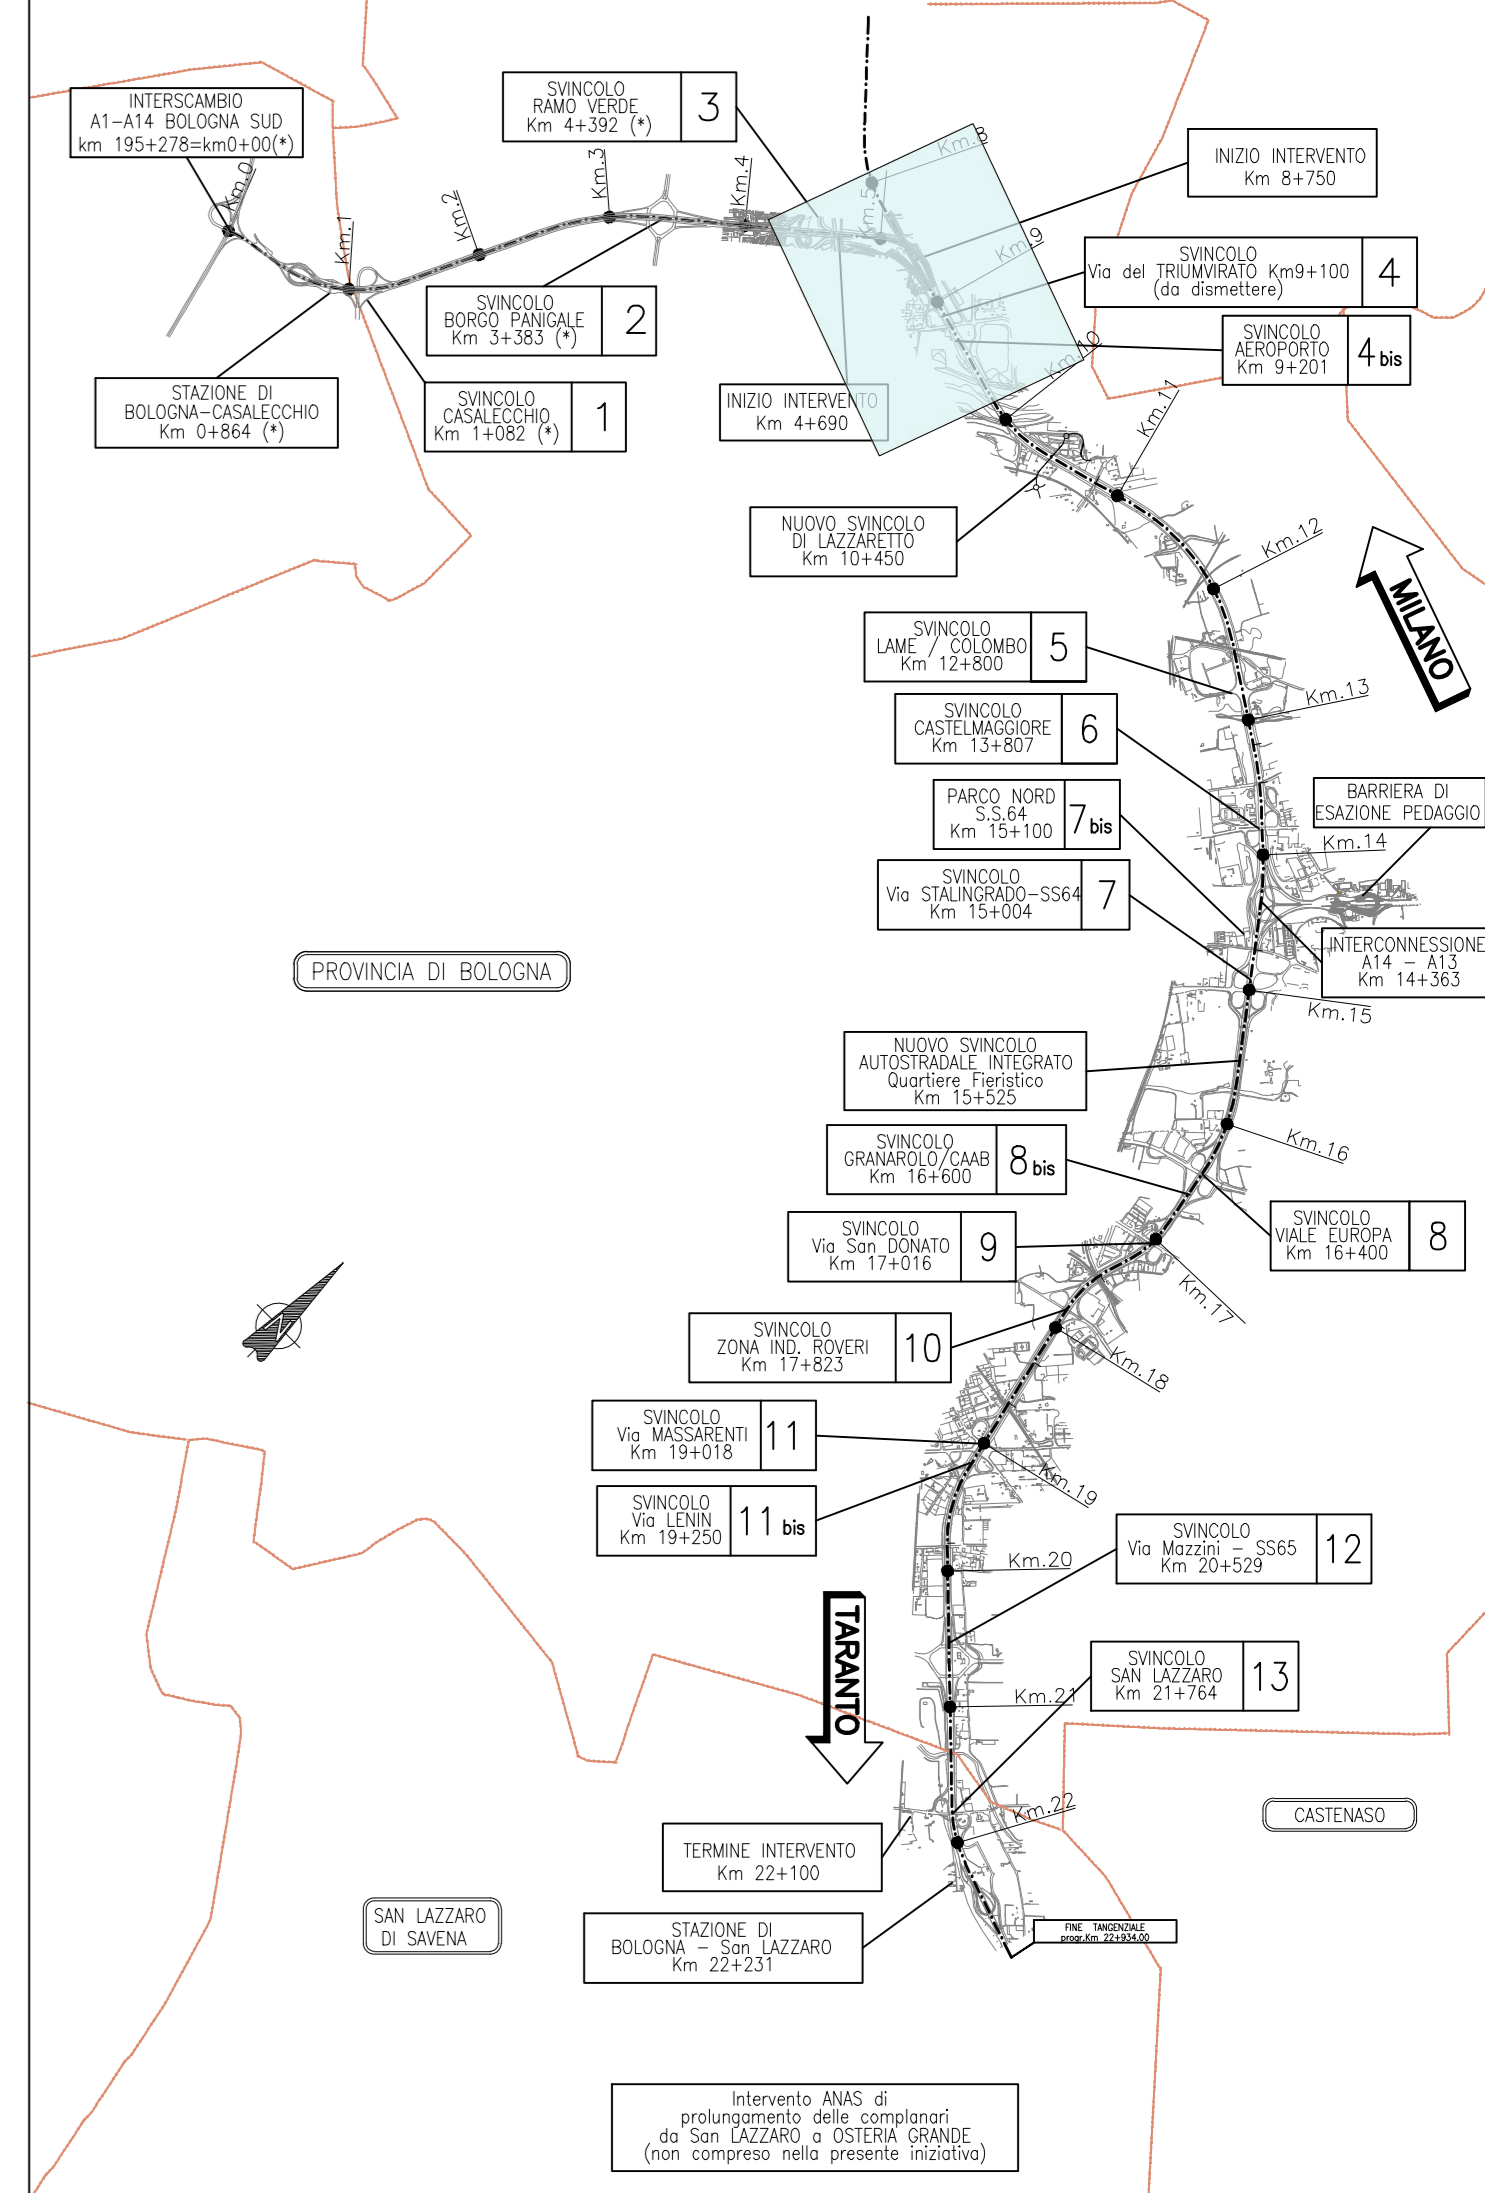 INTERSCAMBIO
A1-A14 BOLOGNA SUD
km 195+278=km0+00(*)
SVINCOLO
RAMO VERDE
Km 4+392 (*)
3
Km.0
Km.1
Km.2
Km.3
Km.4
Km.5
Km.8
INIZIO INTERVENTO
Km 8+750
Km.9
SVINCOLO
Via del TRIUMVIRATO Km9+100
(da dismettere)
4
SVINCOLO
BORGO PANIGALE
Km 3+383 (*)
2
SVINCOLO
AEROPORTO
Km 9+201
4 bis
Km.10
STAZIONE DI
BOLOGNA-CASALECCHIO
Km 0+864 (*)
SVINCOLO
CASALECCHIO
Km 1+082 (*)
1
INIZIO INTERVENTO
Km 4+690
Km.11
NUOVO SVINCOLO
DI LAZZARETTO
Km 10+450
Km.12
MILANO
SVINCOLO
LAME / COLOMBO
Km 12+800
5
Km.13
SVINCOLO
CASTELMAGGIORE
Km 13+807
6
PARCO NORD
S.S.64
Km 15+100
7 bis
BARRIERA DI
ESAZIONE PEDAGGIO
Km.14
SVINCOLO
Via STALINGRADO-SS64
Km 15+004
7
INTERCONNESSIONE
A14 - A13
Km 14+363
PROVINCIA DI BOLOGNA
Km.15
NUOVO SVINCOLO
AUTOSTRADALE INTEGRATO
Quartiere Fieristico
Km 15+525
Km.16
SVINCOLO
GRANAROLO/CAAB
Km 16+600
8 bis
SVINCOLO
VIALE EUROPA
Km 16+400
8
SVINCOLO
Via San DONATO
Km 17+016
9
Km.17
SVINCOLO
ZONA IND. ROVERI
Km 17+823
10
Km.18
SVINCOLO
Via MASSARENTI
Km 19+018
11
Km.19
SVINCOLO
Via LENIN
Km 19+250
11 bis
SVINCOLO
Via Mazzini - SS65
Km 20+529
12
Km.20
TARANTO
SVINCOLO
SAN LAZZARO
Km 21+764
13
Km.21
Km.22
CASTENASO
TERMINE INTERVENTO
Km 22+100
SAN LAZZARO
DI SAVENA
STAZIONE DI
BOLOGNA - San LAZZARO
Km 22+231
FINE TANGENZIALE
progr.Km 22+934.00
Intervento ANAS di
prolungamento delle complanari
da San LAZZARO a OSTERIA GRANDE
(non compreso nella presente iniziativa)